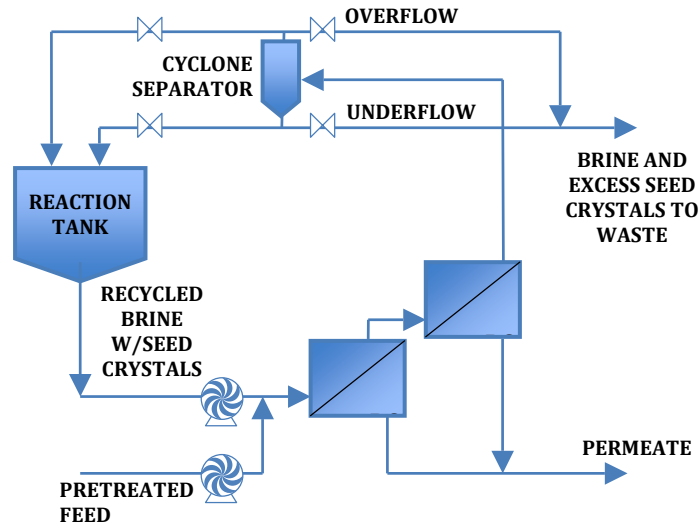 OVERFLOW
CYCLONE
SEPARATOR
UNDERFLOW
BRINE AND
EXCESS SEED
CRYSTALS TO
WASTE
REACTION
TANK
RECYCLED
BRINE
W/SEED
CRYSTALS
PERMEATE
PRETREATED
FEED